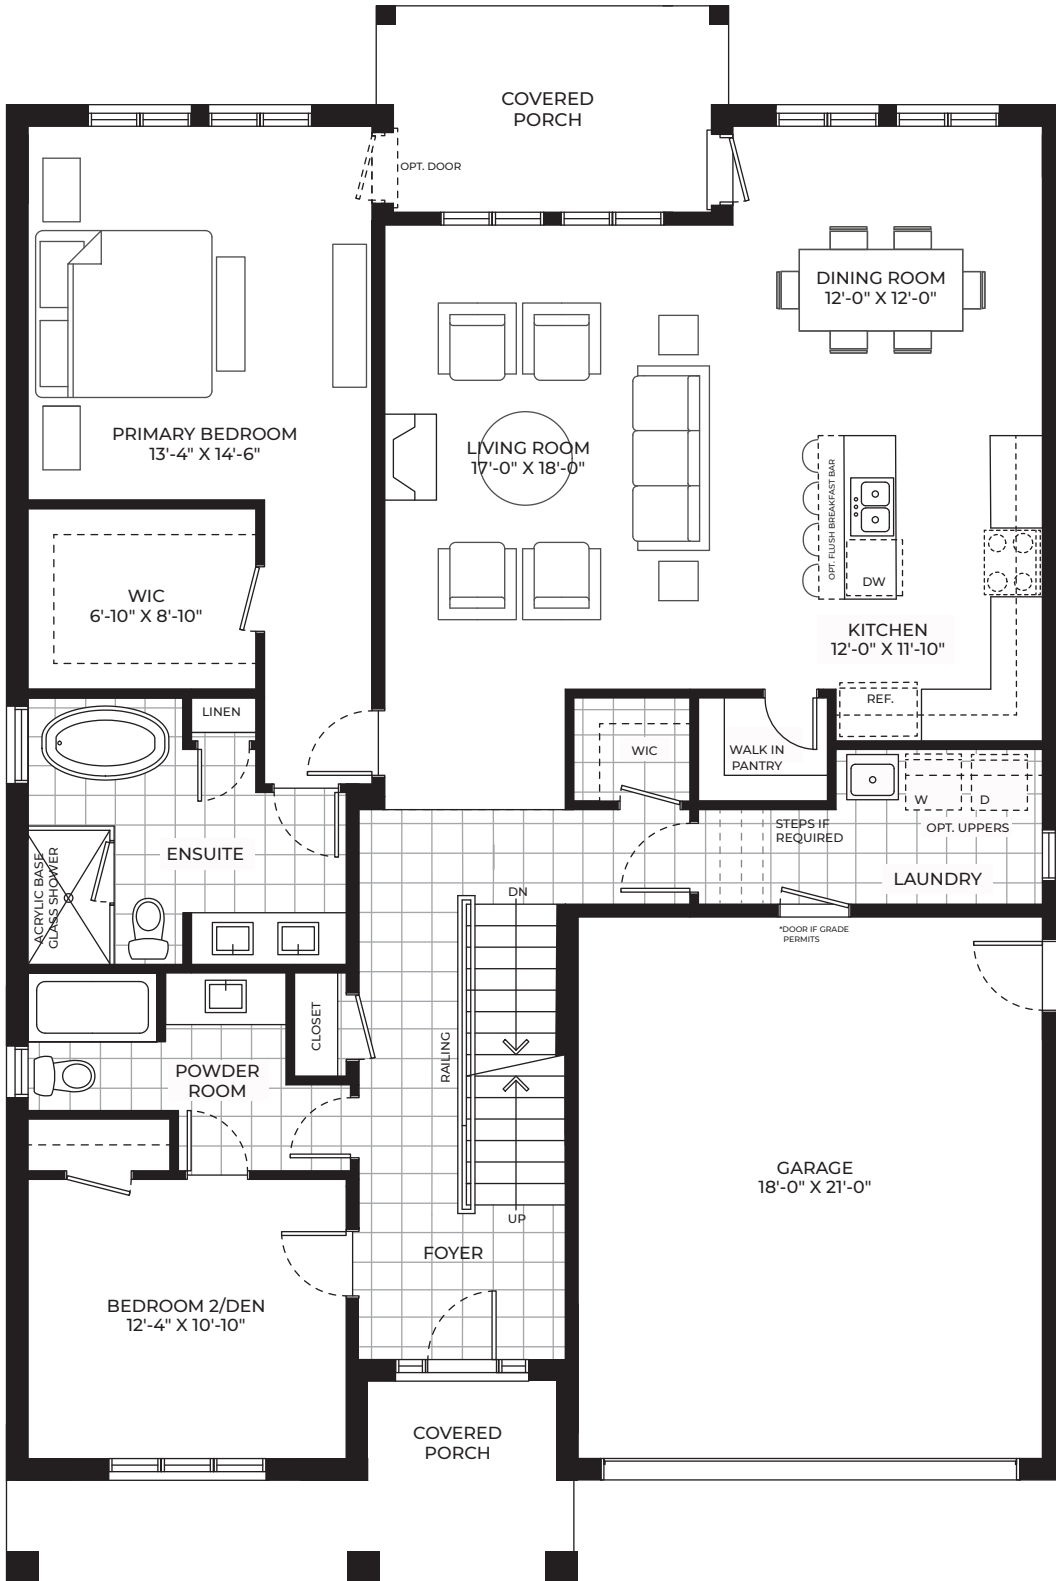 COVERED
PORCH
OPT. DOOR
DINING ROOM
12'-0" X 12'-0"
PRIMARY BEDROOM
13'-4" X 14'-6"
LIVING ROOM
17'-0" X 18'-0"
OPT. FLUSH BREAKFAST BAR
DW
WIC
6'-10" X 8'-10"
KITCHEN
12'-0" X 11'-10"
REF.
LINEN
WIC
WALK IN
PANTRY
W
D
STEPS IF
REQUIRED
OPT. UPPERS
ENSUITE
ACRYLIC BASE
GLASS SHOWER
LAUNDRY
DN
*DOOR IF GRADE
PERMITS
CLOSET
RAILING
POWDER
ROOM
GARAGE
18'-0" X 21'-0"
UP
FOYER
BEDROOM 2/DEN
12'-4" X 10'-10"
COVERED
PORCH